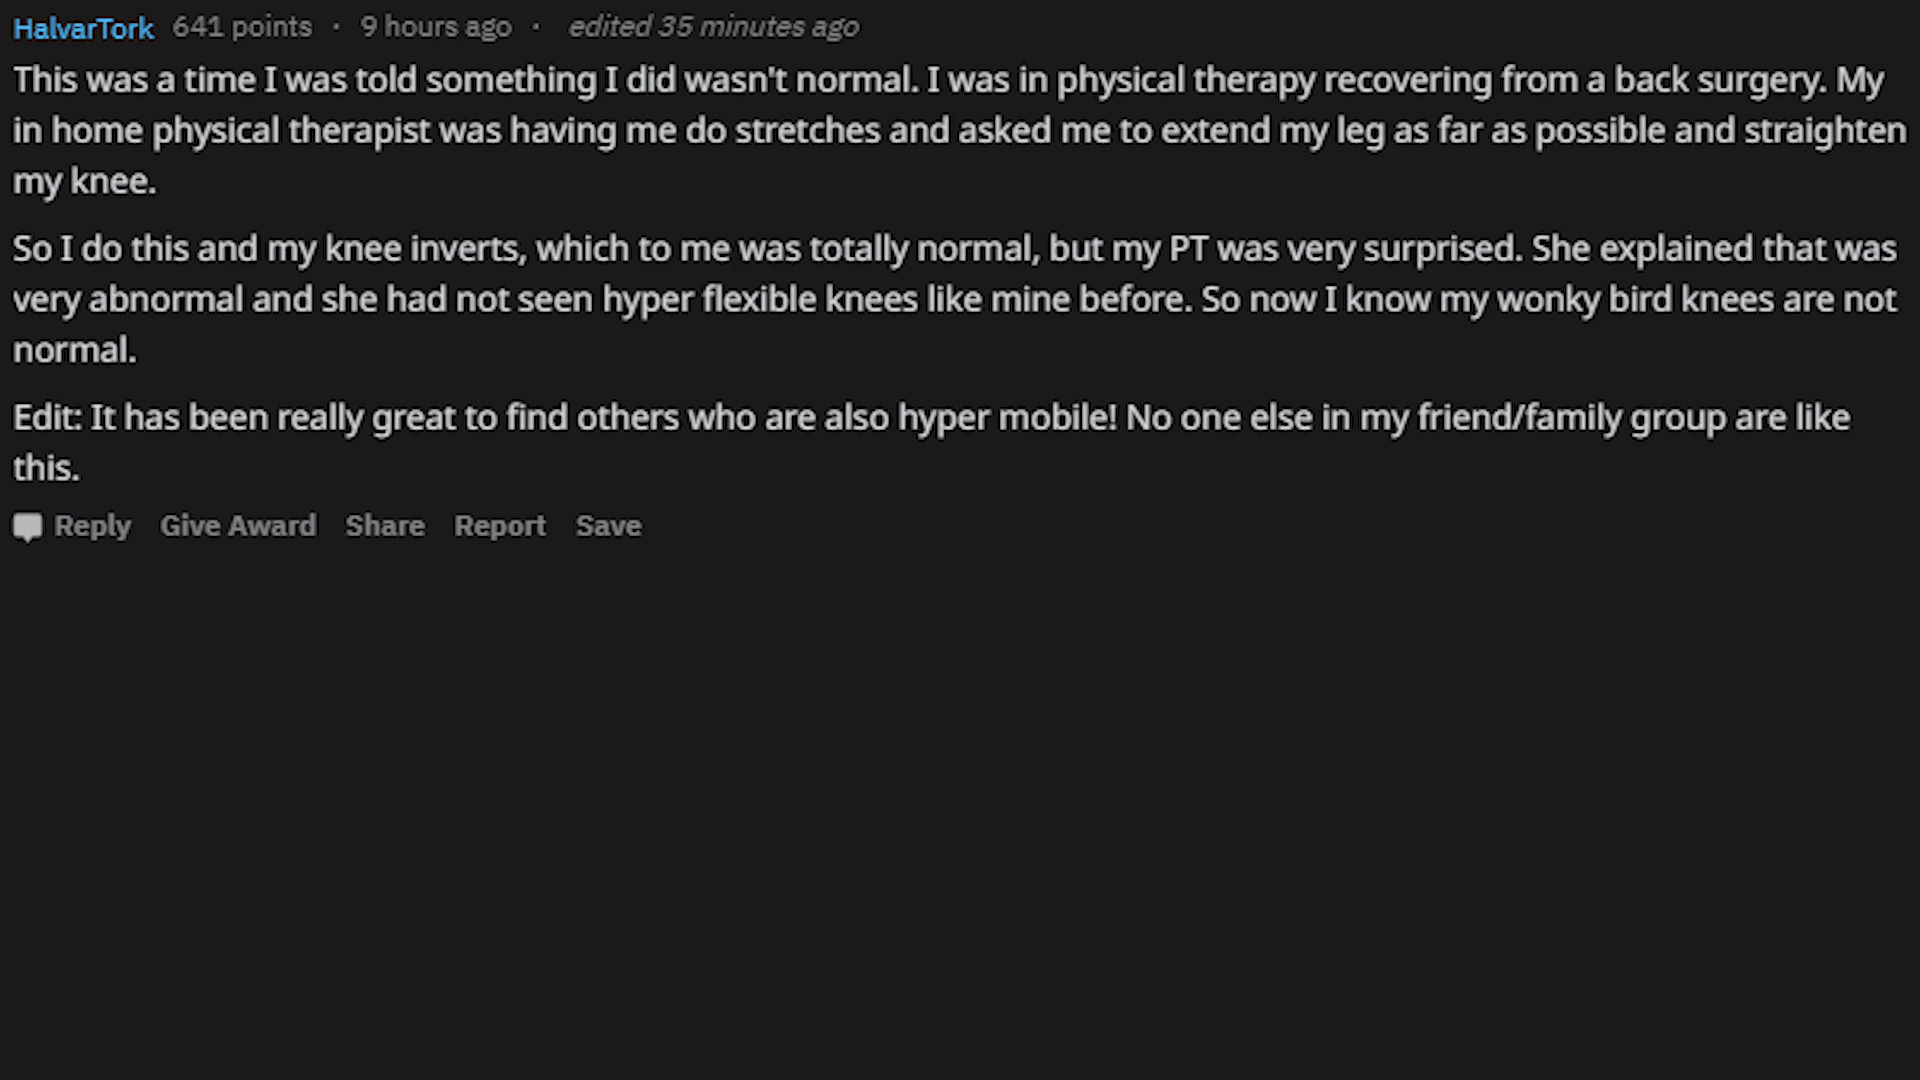 HalvarTork 641 points · 9 hours ago · edited 35 minutes ago
This was a time I was told something I did wasn't normal. I was in physical therapy recovering from a back surgery. My
in home physical therapist was having me do stretches and asked me to extend my leg as far as possible and straighten
my knee.
So I do this and my knee inverts, which to me was totally normal, but my PT was very surprised. She explained that was
very abnormal and she had not seen hyper flexible knees like mine before. So now I know my wonky bird knees are not
normal.
Edit: It has been really great to find others who are also hyper mobile! No one else in my friend/family group are like
this.
Reply Give Award Share Report Save